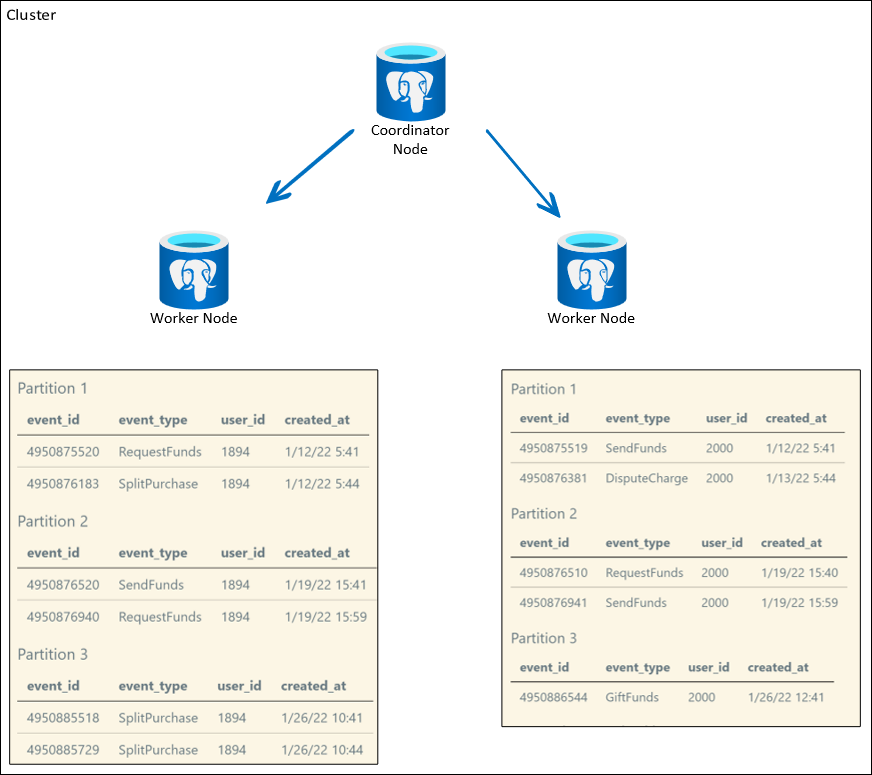 Cluster
Coordinator
Node
Worker Node
Worker Node
Partition 1
event_id event_type user_id created_at
4950875520 RequestFunds 1894 1/12/22 5:41
4950876183 SplitPurchase 1894 1/12/22 5:44
Partition 2
event_id event_type user_id created_at
4950876520 SendFunds 1894 1/19/22 15:41
4950876940 RequestFunds 1894 1/19/22 15:59
Partition 3
event_id event_type user_id created_at
4950885518 SplitPurchase 1894 1/26/22 10:41
4950885729 SplitPurchase 1894 1/26/22 10:44
Partition 1
event_id event_type user_id created_at
4950875519 SendFunds 2000 1/12/22 5:41
4950876381 DisputeCharge 2000 1/13/22 5:44
Partition 2
event_id event_type user_id created_at
4950876510 RequestFunds 2000 1/19/22 15:40
4950876941 SendFunds 2000 1/19/22 15:59
Partition 3
event_id event_type user_id created_at
4950886544 GiftFunds 2000 1/26/22 12:41